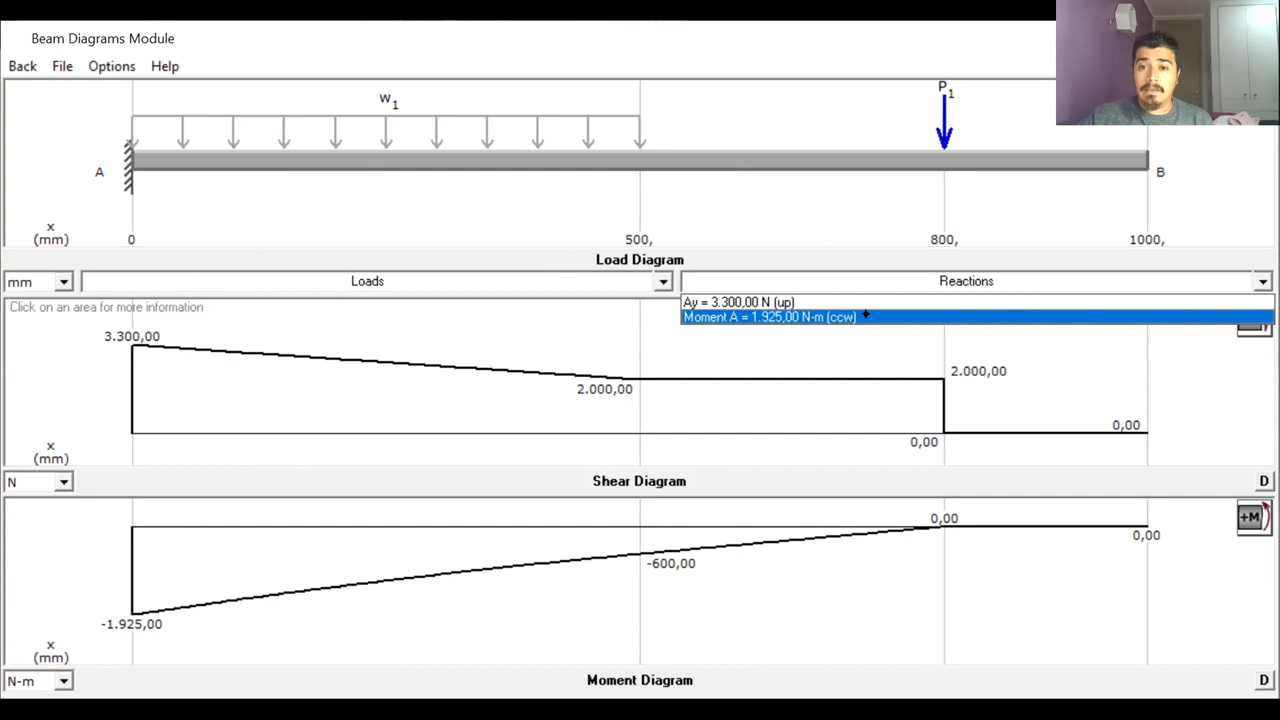 Beam Diagrams Module
Back File Options Help
w1
P1
A
B
x
(mm)
0
500,
800,
1000,
Load Diagram
mm
Loads
Reactions
Click on an area for more information
Ay = 3.300,00 N (up)
Moment A = 1.925,00 N-m (ccw)
3.300,00
2.000,00
2.000,00
0,00
0,00
x
(mm)
N
Shear Diagram
D
0,00
+M
0,00
-600,00
-1.925,00
x
(mm)
N-m
Moment Diagram
D